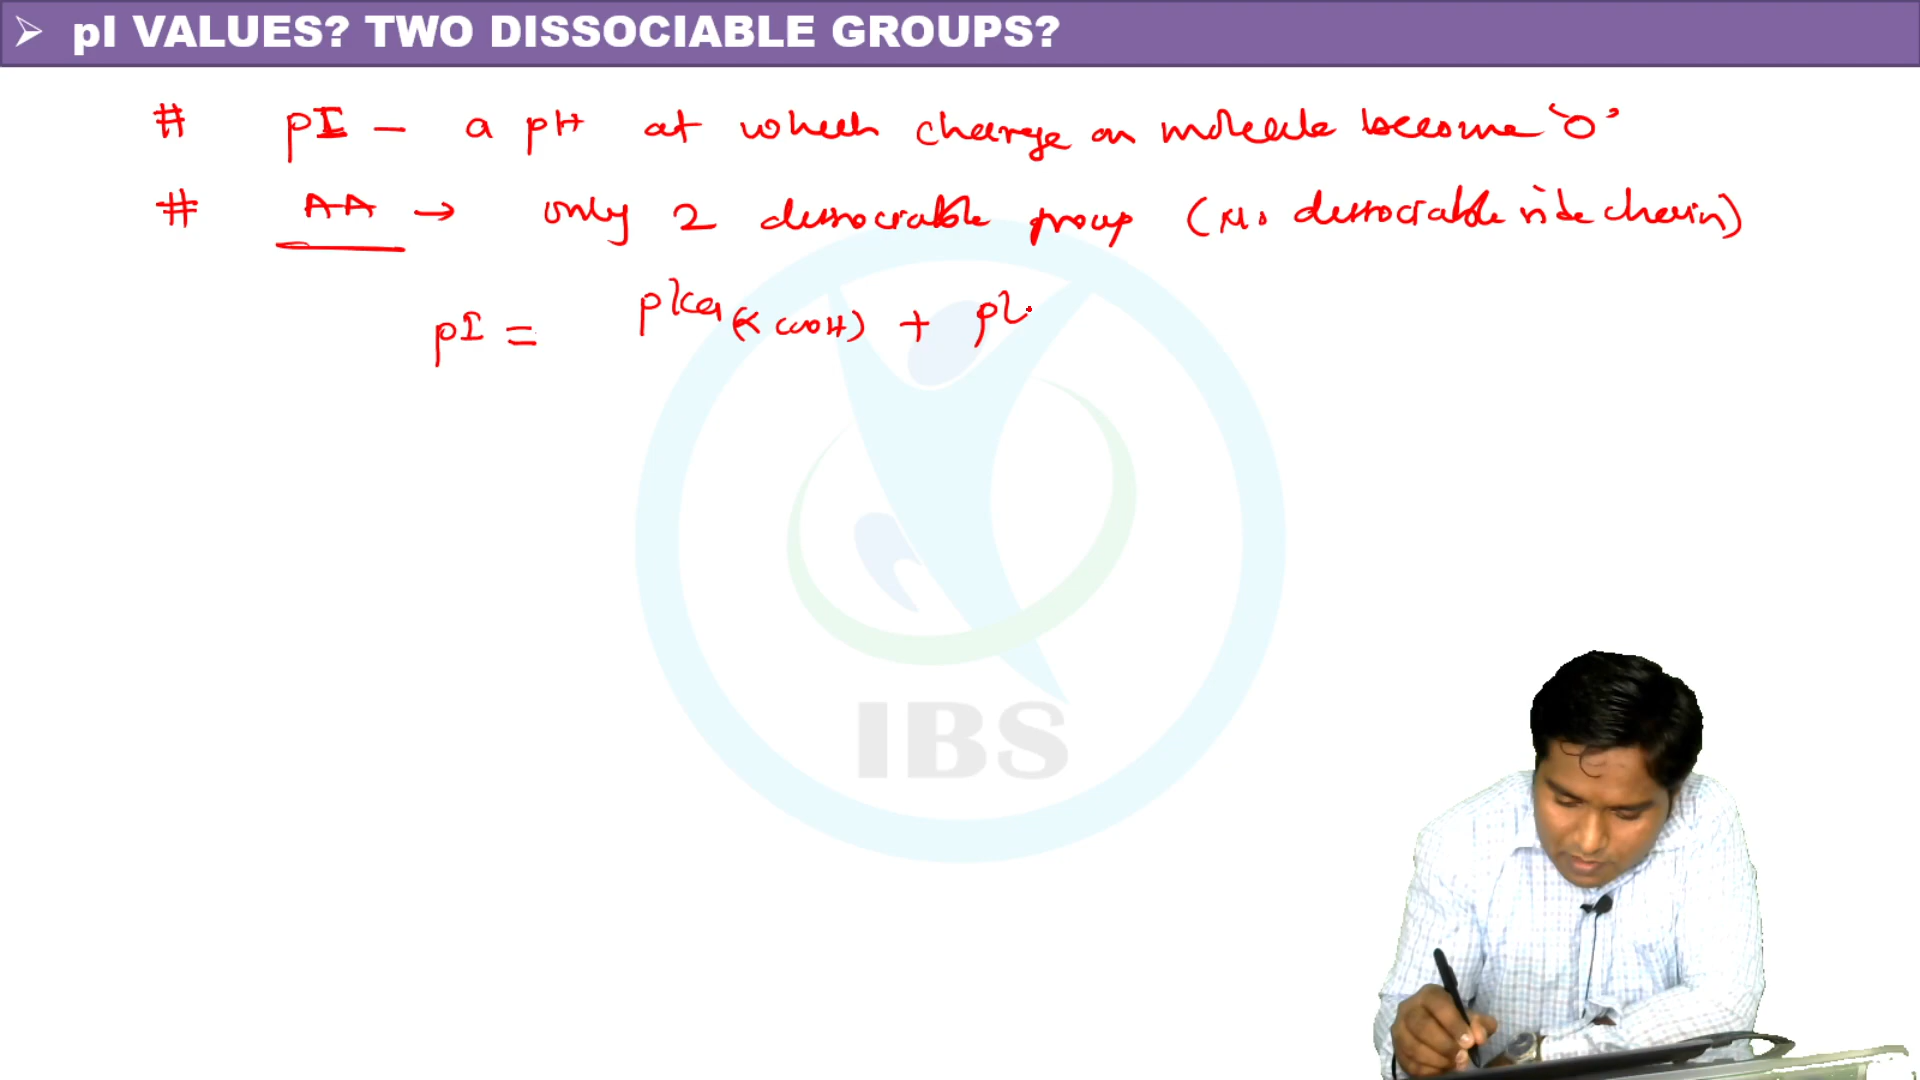 pI VALUES? TWO DISSOCIABLE GROUPS?
# pI - a pH at which charge on molecule become '0'
# AA → only 2 dissociable group (No dissociable side chain)
pI = pKa (α COOH) + pK
IBS